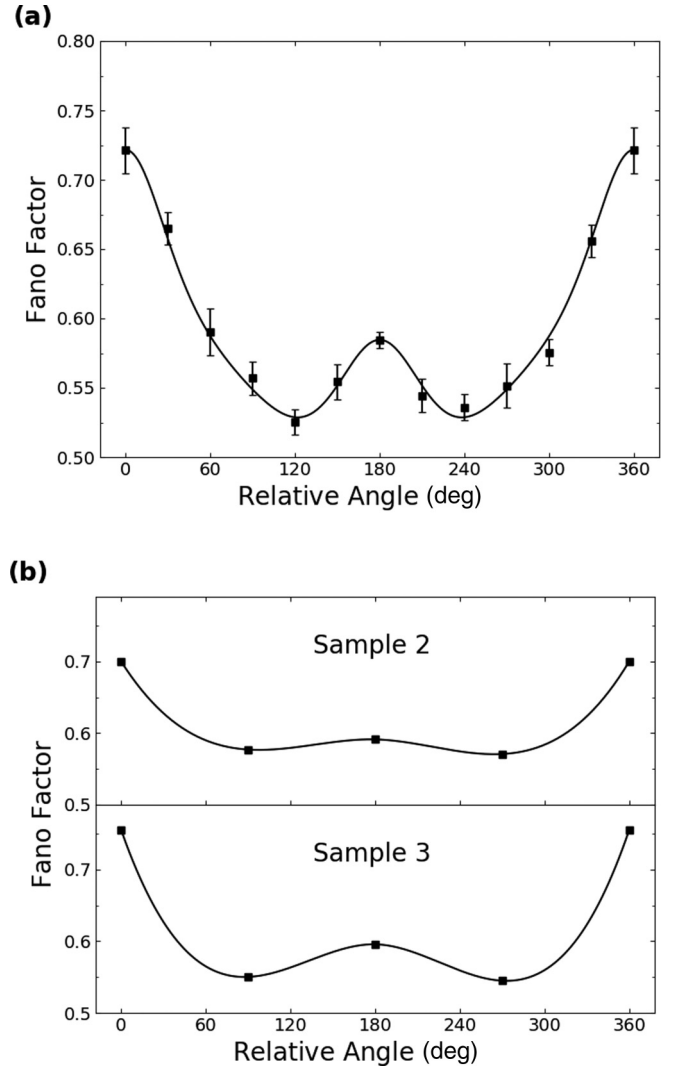 (a)
0.80
0.75
0.70
0.65
0.60
0.55
0.50
Fano Factor
0 60 120 180 240 300 360
Relative Angle (deg)
(b)
Sample 2
0.7
0.6
0.5
Fano Factor
Sample 3
0.7
0.6
0.5
0 60 120 180 240 300 360
Relative Angle (deg)